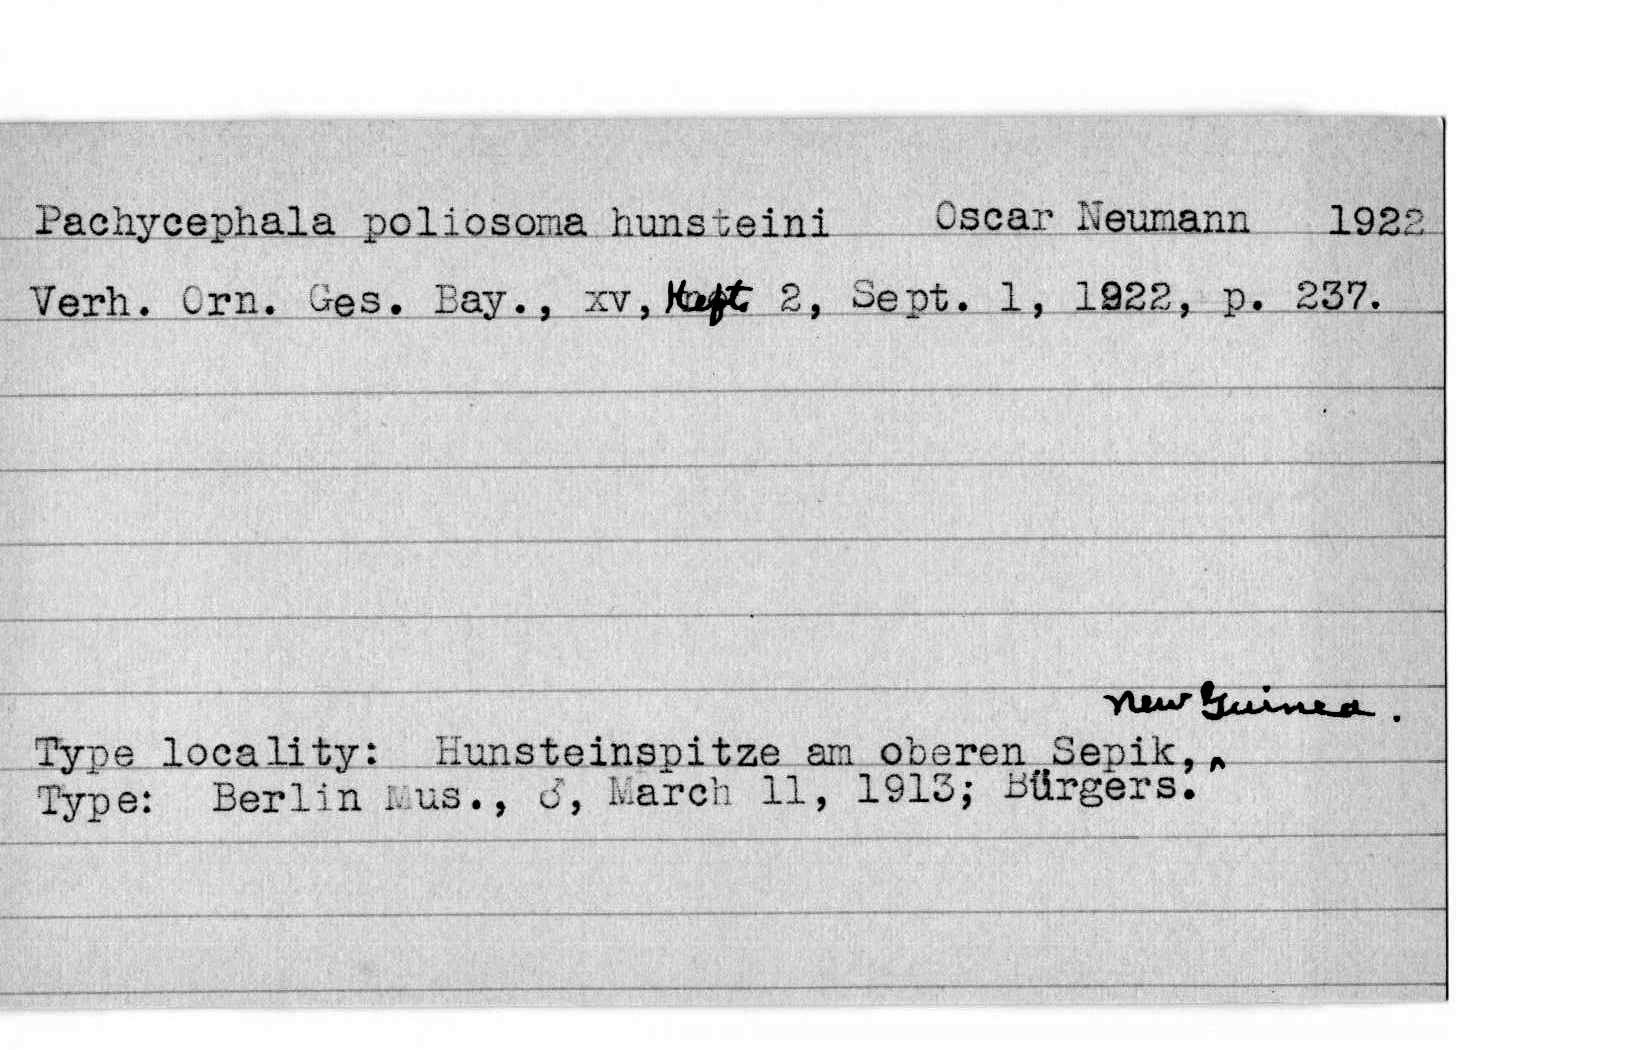 Pachycephala poliosoma hunsteini Oscar Neumann 1922
Verh. Orn. Ges. Bay., xv, Heft 2, Sept. 1, 1922, p. 237.
New Guinea.
Type locality: Hunsteinspitze am oberen Sepik, ^
Type: Berlin Mus., ♂, March 11, 1913; Bürgers.